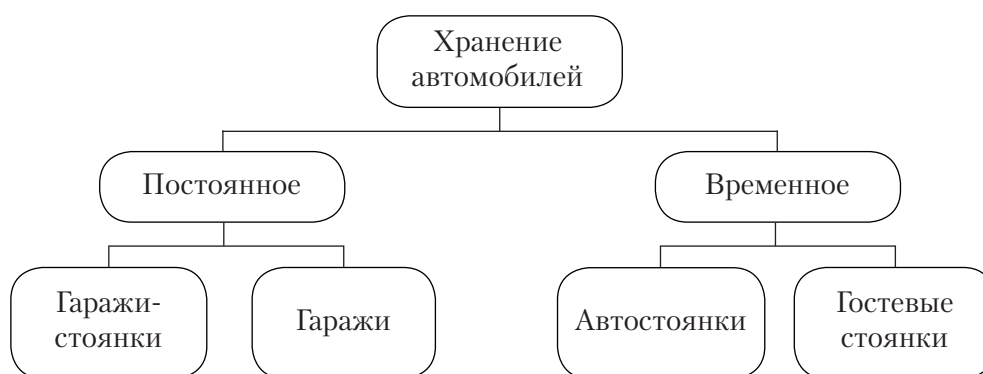 Хранение
автомобилей
Постоянное
Временное
Гаражи-
стоянки
Гаражи
Автостоянки
Гостевые
стоянки